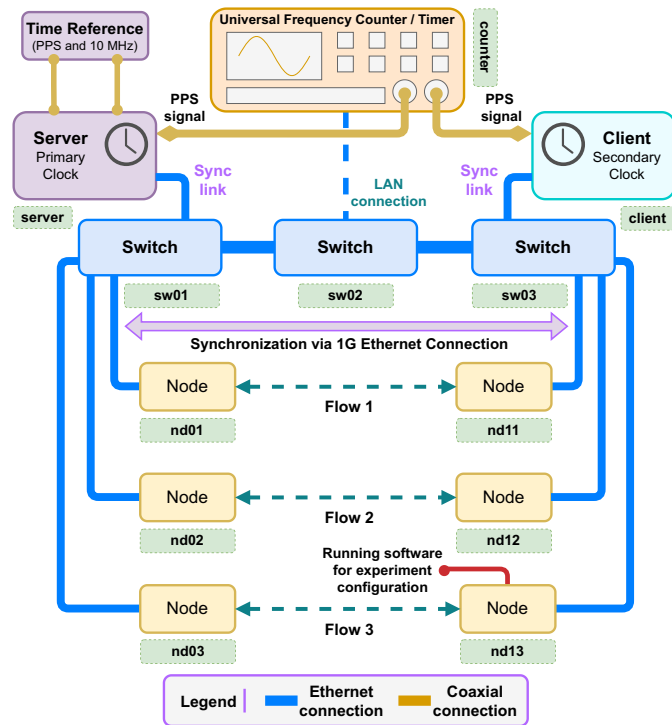 Time Reference
(PPS and 10 MHz)
Universal Frequency Counter / Timer
counter
PPS
signal
PPS
signal
Server
Primary
Clock
Client
Secondary
Clock
Sync
link
LAN
connection
Sync
link
server
client
Switch
Switch
Switch
sw01
sw02
sw03
Synchronization via 1G Ethernet Connection
Node
Node
Flow 1
nd01
nd11
Node
Node
Flow 2
nd02
nd12
Running software
for experiment
configuration
Node
Node
Flow 3
nd03
nd13
Legend
Ethernet
connection
Coaxial
connection